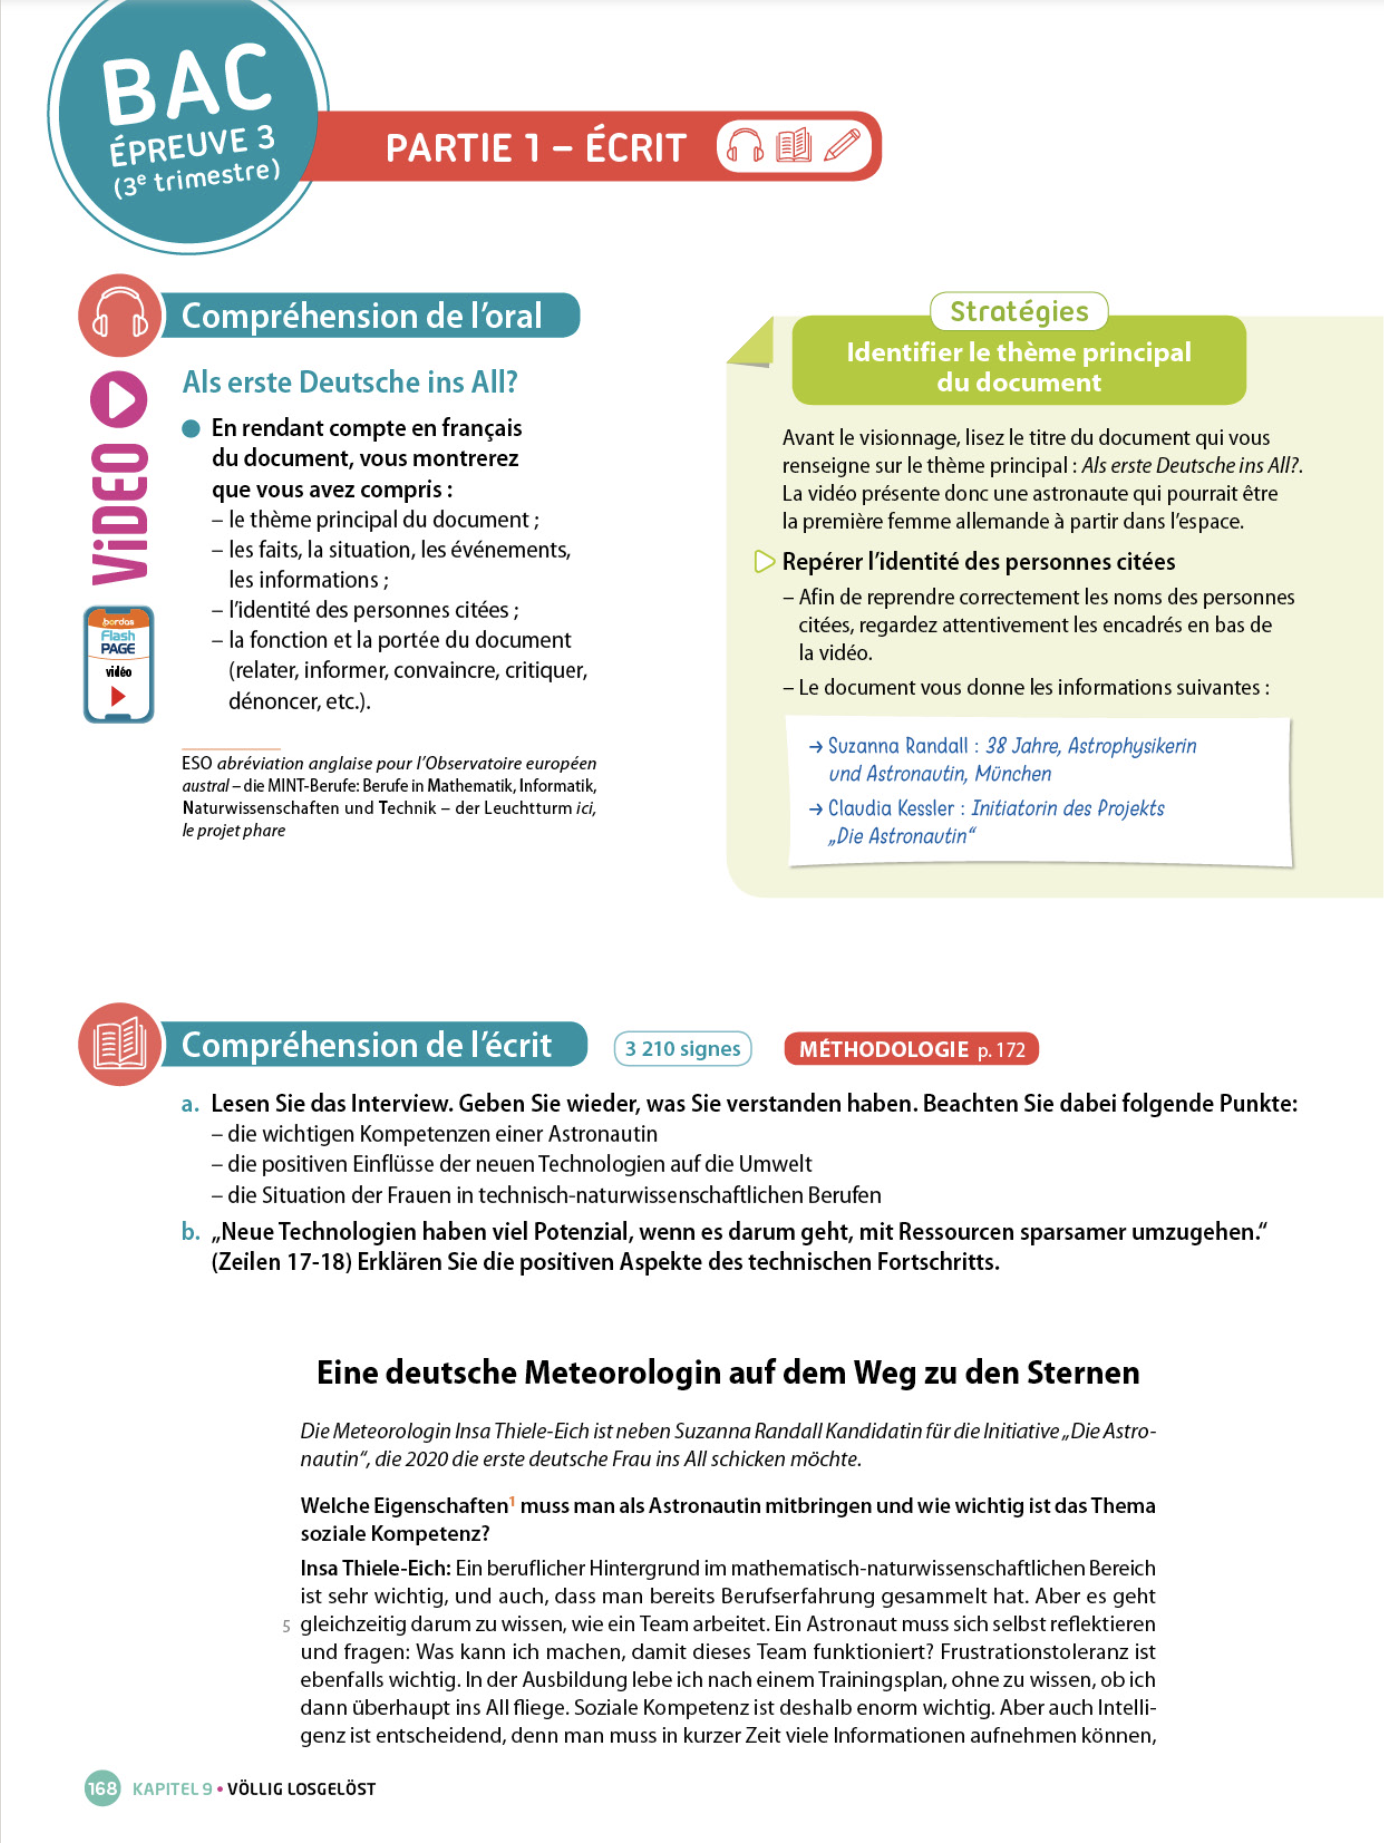 BAC
ÉPREUVE 3
(3e trimestre)
PARTIE 1 – ÉCRIT
Compréhension de l’oral
ViDEO
bordas
Flash
PAGE
vidéo
Als erste Deutsche ins All?
En rendant compte en français
du document, vous montrerez
que vous avez compris :
– le thème principal du document ;
– les faits, la situation, les événements,
les informations ;
– l’identité des personnes citées ;
– la fonction et la portée du document
(relater, informer, convaincre, critiquer,
dénoncer, etc.).
ESO abréviation anglaise pour l’Observatoire européen
austral – die MINT-Berufe: Berufe in Mathematik, Informatik,
Naturwissenschaften und Technik – der Leuchtturm ici,
le projet phare
Stratégies
Identifier le thème principal
du document
Avant le visionnage, lisez le titre du document qui vous
renseigne sur le thème principal : Als erste Deutsche ins All?.
La vidéo présente donc une astronaute qui pourrait être
la première femme allemande à partir dans l’espace.
Repérer l’identité des personnes citées
– Afin de reprendre correctement les noms des personnes
citées, regardez attentivement les encadrés en bas de
la vidéo.
– Le document vous donne les informations suivantes :
→ Suzanna Randall : 38 Jahre, Astrophysikerin
und Astronautin, München
→ Claudia Kessler : Initiatorin des Projekts
„Die Astronautin“
Compréhension de l’écrit
3 210 signes
MÉTHODOLOGIE p. 172
a. Lesen Sie das Interview. Geben Sie wieder, was Sie verstanden haben. Beachten Sie dabei folgende Punkte:
– die wichtigen Kompetenzen einer Astronautin
– die positiven Einflüsse der neuen Technologien auf die Umwelt
– die Situation der Frauen in technisch-naturwissenschaftlichen Berufen
b. „Neue Technologien haben viel Potenzial, wenn es darum geht, mit Ressourcen sparsamer umzugehen.“
(Zeilen 17-18) Erklären Sie die positiven Aspekte des technischen Fortschritts.
Eine deutsche Meteorologin auf dem Weg zu den Sternen
Die Meteorologin Insa Thiele-Eich ist neben Suzanna Randall Kandidatin für die Initiative „Die Astro-
nautin“, die 2020 die erste deutsche Frau ins All schicken möchte.
Welche Eigenschaften1 muss man als Astronautin mitbringen und wie wichtig ist das Thema
soziale Kompetenz?
Insa Thiele-Eich: Ein beruflicher Hintergrund im mathematisch-naturwissenschaftlichen Bereich
ist sehr wichtig, und auch, dass man bereits Berufserfahrung gesammelt hat. Aber es geht
5 gleichzeitig darum zu wissen, wie ein Team arbeitet. Ein Astronaut muss sich selbst reflektieren
und fragen: Was kann ich machen, damit dieses Team funktioniert? Frustrationstoleranz ist
ebenfalls wichtig. In der Ausbildung lebe ich nach einem Trainingsplan, ohne zu wissen, ob ich
dann überhaupt ins All fliege. Soziale Kompetenz ist deshalb enorm wichtig. Aber auch Intelli-
genz ist entscheidend, denn man muss in kurzer Zeit viele Informationen aufnehmen können,
168 KAPITEL 9 • VÖLLIG LOSGELÖST